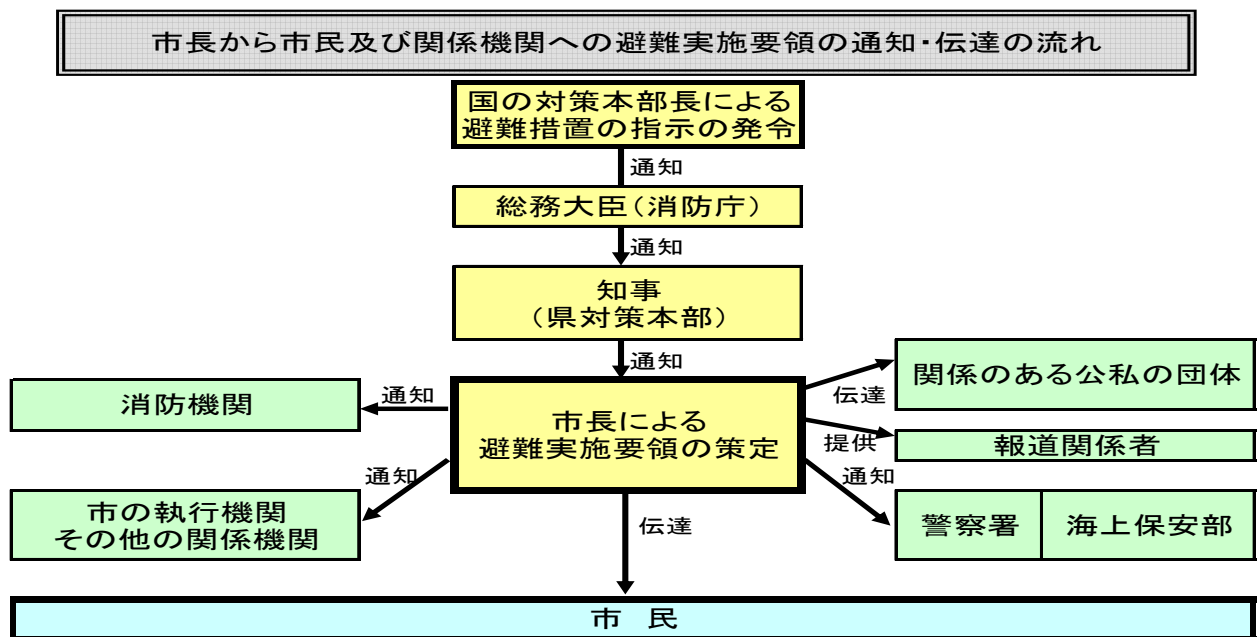 市長から市民及び関係機関への避難実施要領の通知・伝達の流れ
国の対策本部長による
避難措置の指示の発令
通知
総務大臣（消防庁）
通知
知事
（県対策本部）
通知
消防機関
通知
市長による
避難実施要領の策定
伝達
関係のある公私の団体
提供
報道関係者
通知
市の執行機関
その他の関係機関
伝達
通知
警察署
海上保安部
市 民